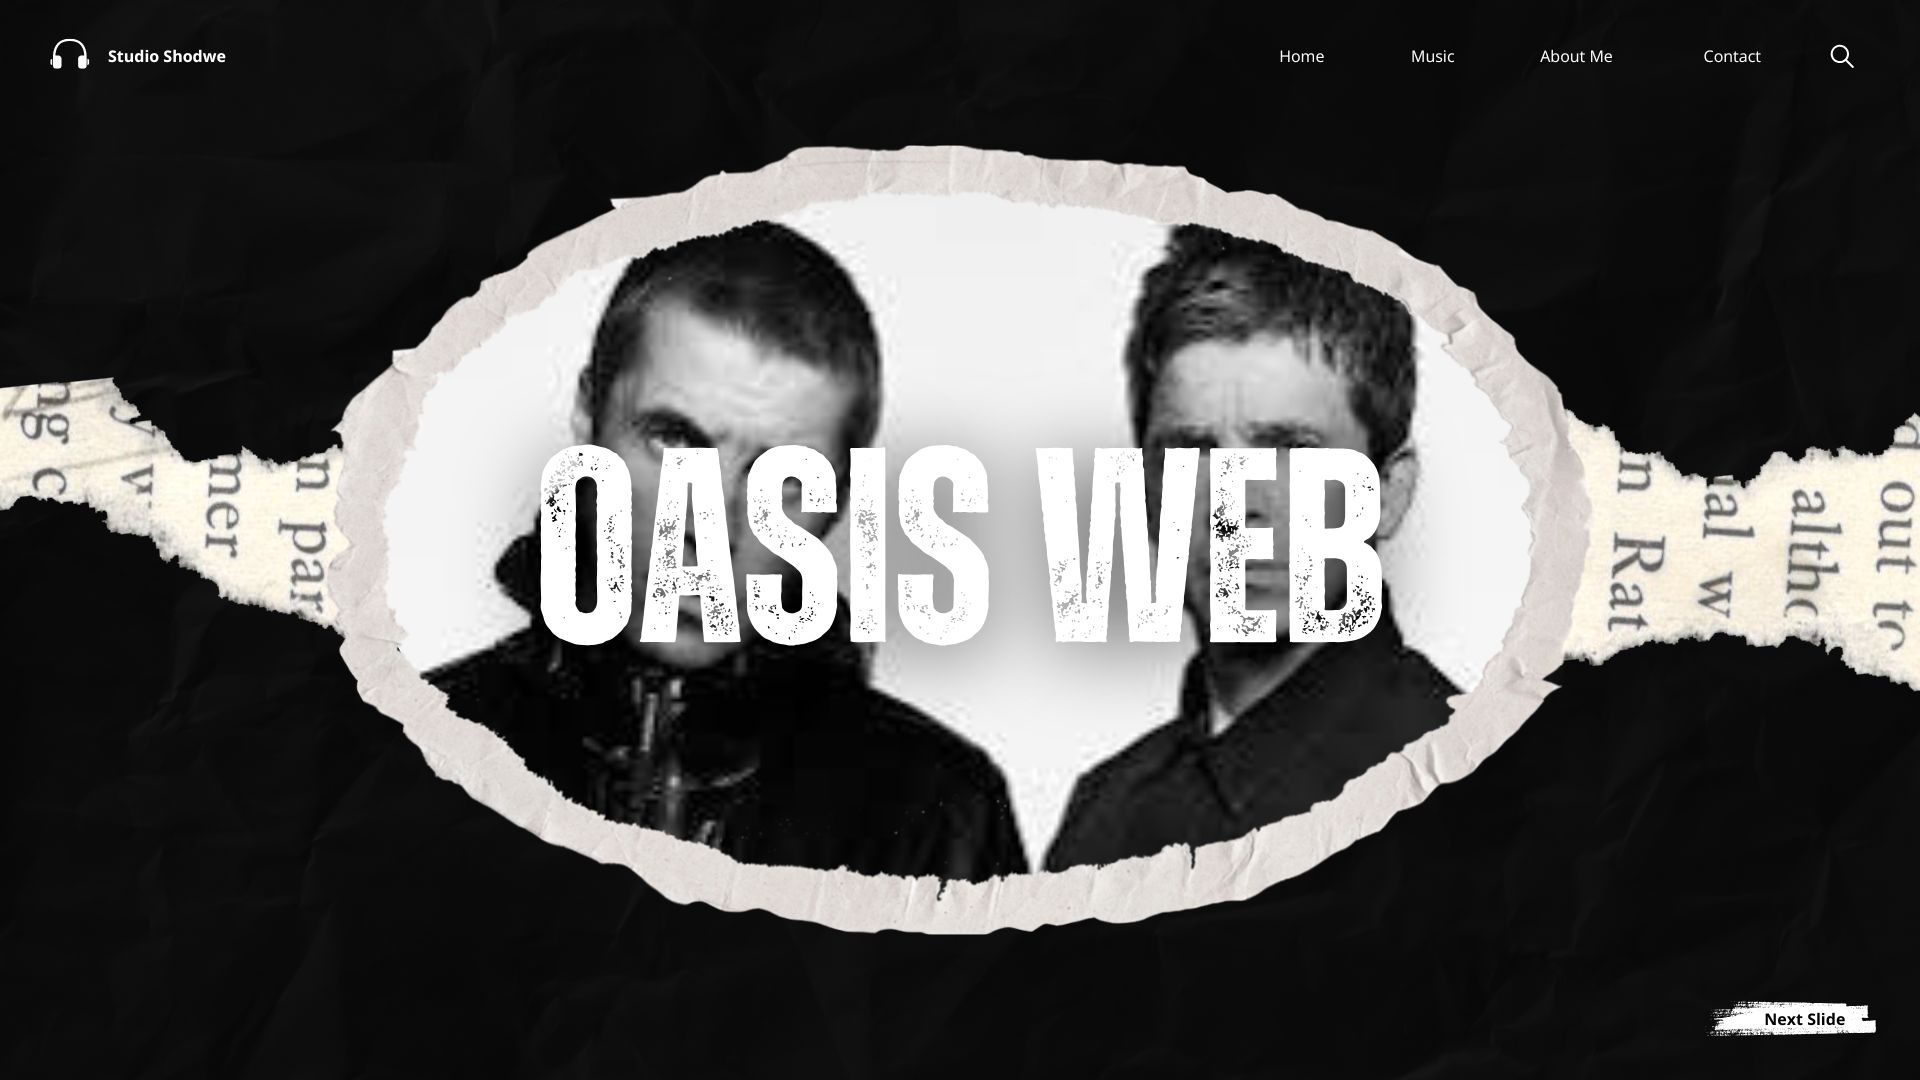 Studio Shodwe
Home
Music
About Me
Contact
OASIS WEB
ng c
y v
mer
n par
n Rat
al w
altho
out to
Next Slide